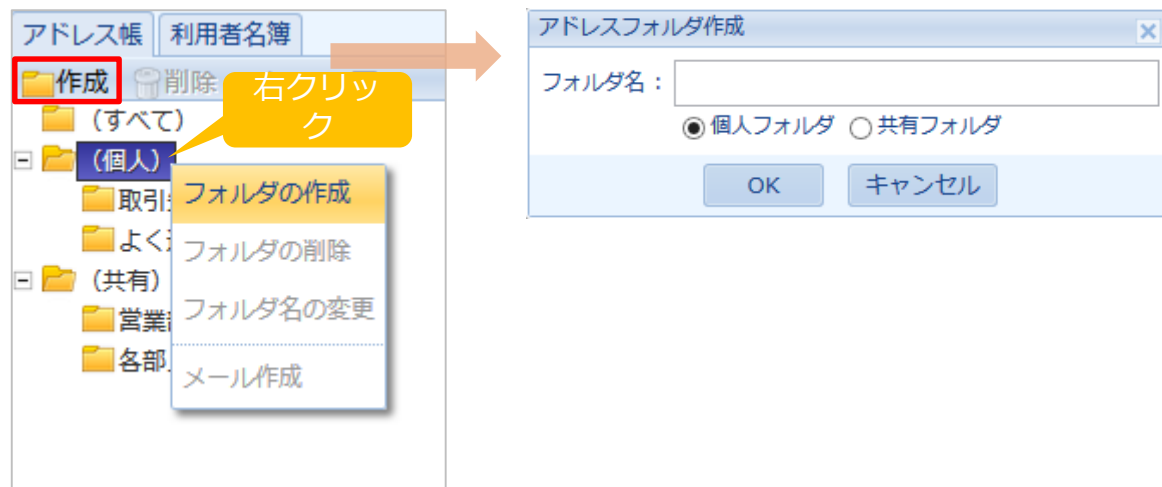 アドレス帳 利用者名簿
作成 削除
右クリッ
ク
(すべて)
(個人)
フォルダの作成
取引
フォルダの削除
よく
(共有)
フォルダ名の変更
営業
各部
メール作成
アドレスフォルダ作成
フォルダ名：
個人フォルダ 共有フォルダ
OK キャンセル